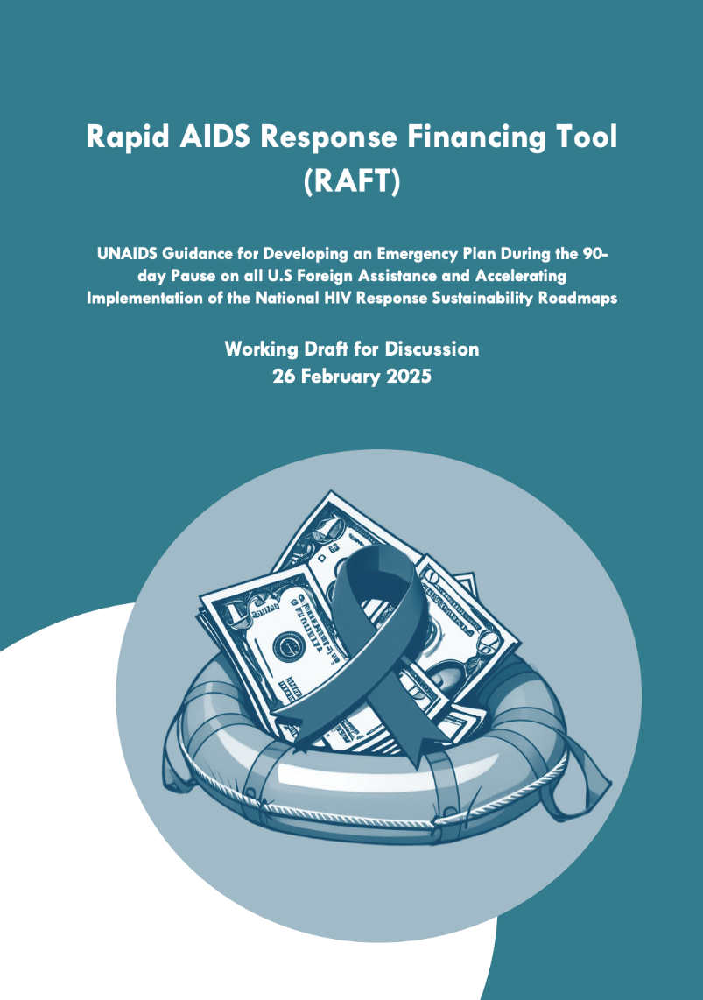 Rapid AIDS Response Financing Tool
(RAFT)
UNAIDS Guidance for Developing an Emergency Plan During the 90-
day Pause on all U.S Foreign Assistance and Accelerating
Implementation of the National HIV Response Sustainability Roadmaps
Working Draft for Discussion
26 February 2025